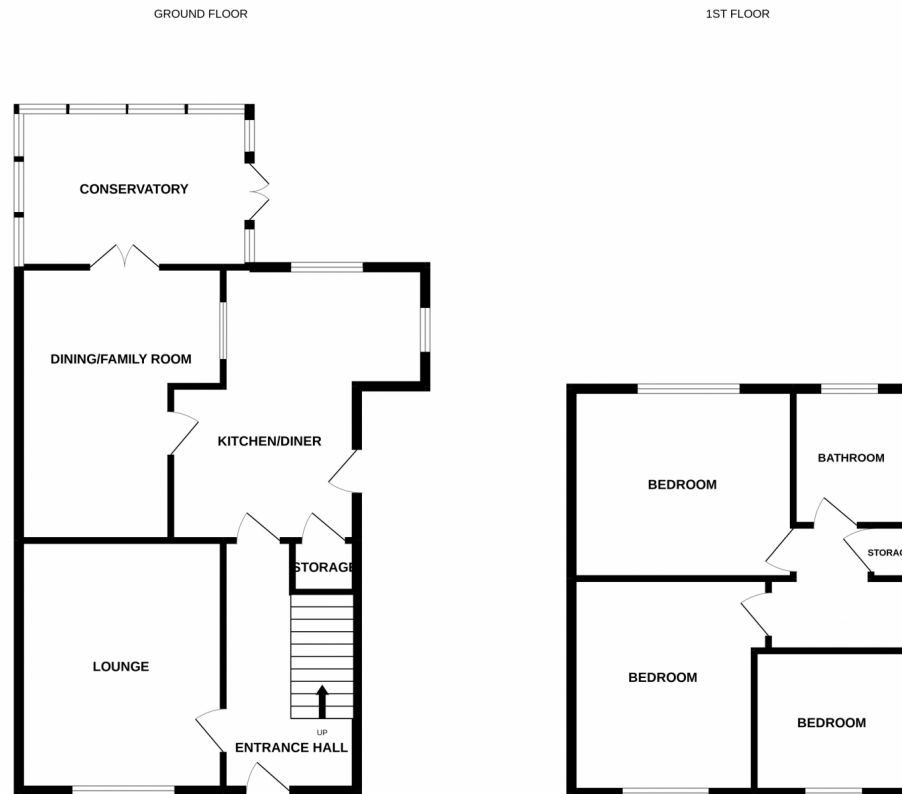 GROUND FLOOR
CONSERVATORY
DINING/FAMILY ROOM
KITCHEN/DINER
STORAGE
LOUNGE
UP
ENTRANCE HALL
1ST FLOOR
BEDROOM
BATHROOM
STORAG
BEDROOM
BEDROOM